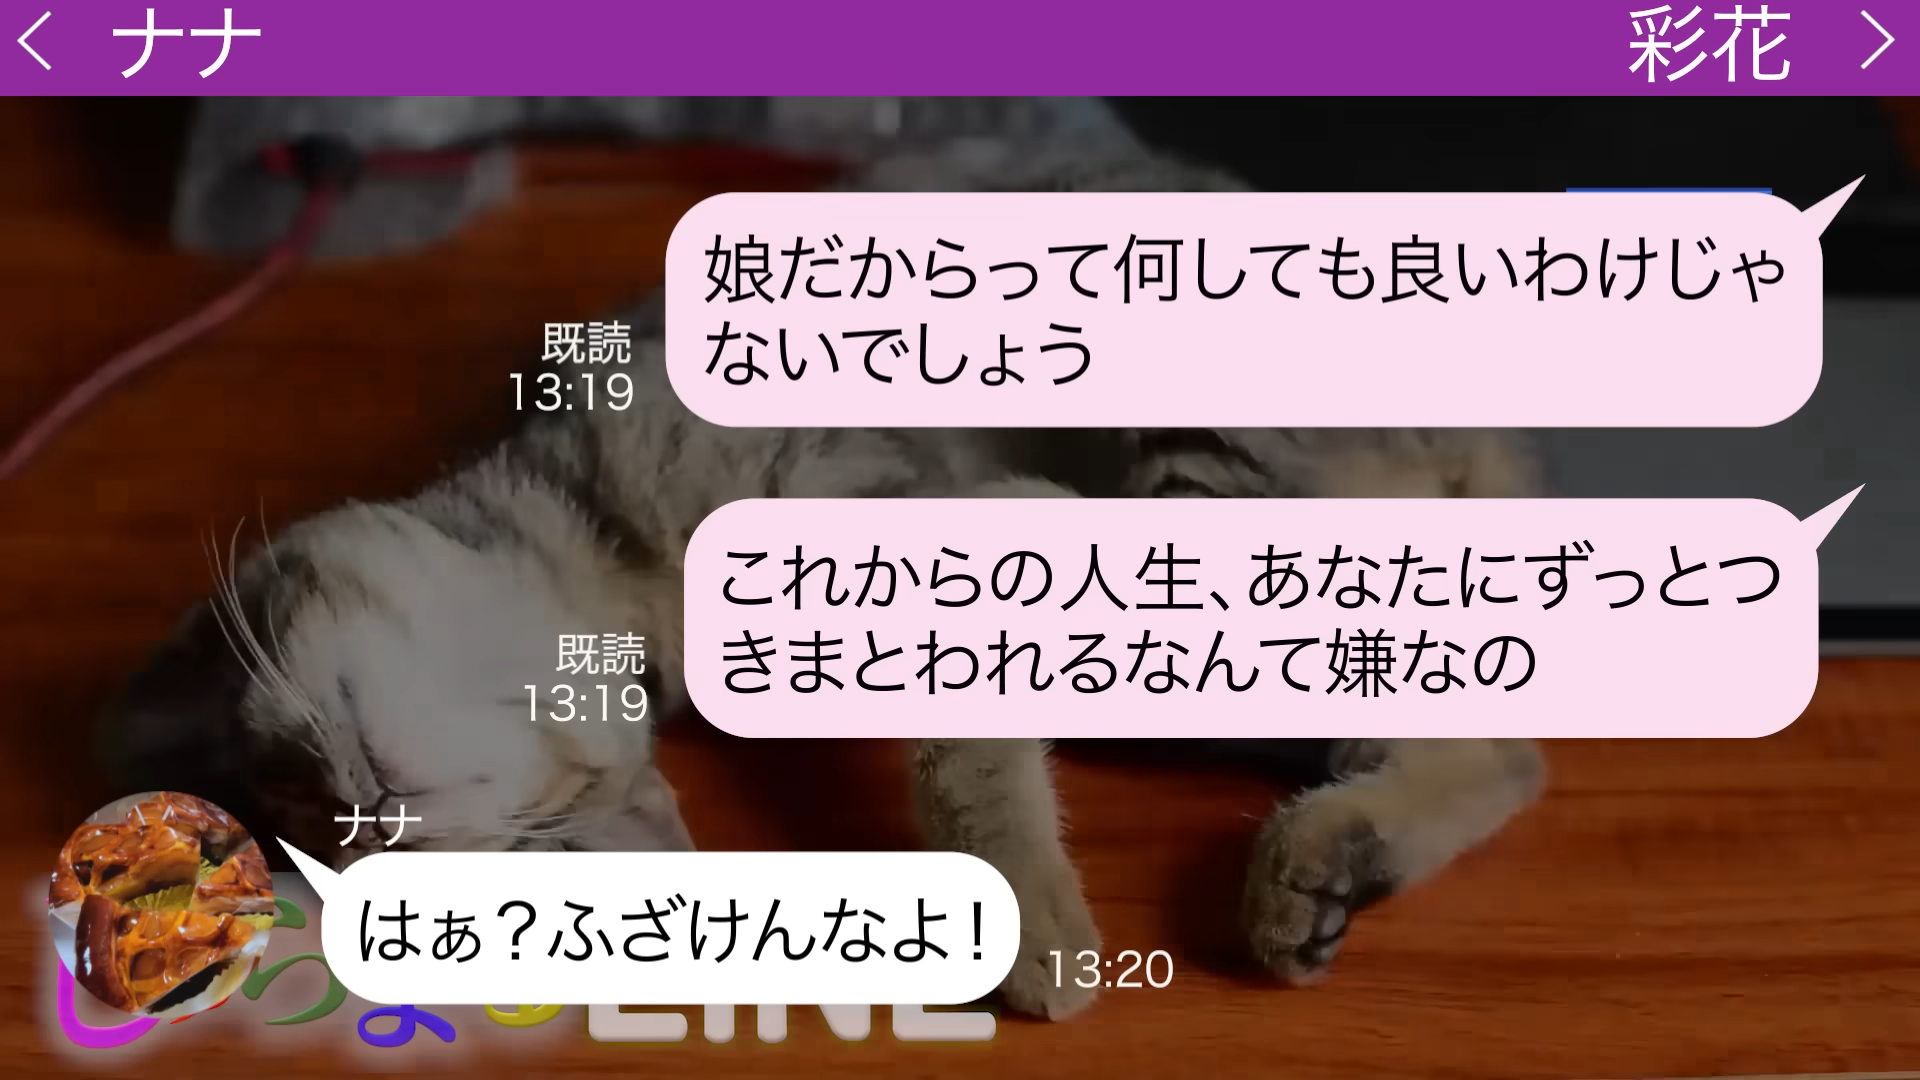 ナナ
彩花
娘だからって何しても良いわけじゃ
ないでしょう
既読
13:19
これからの人生、あなたにずっとつ
きまとわれるなんて嫌なの
既読
13:19
ナナ
はぁ？ふざけんなよ！
13:20
LINE